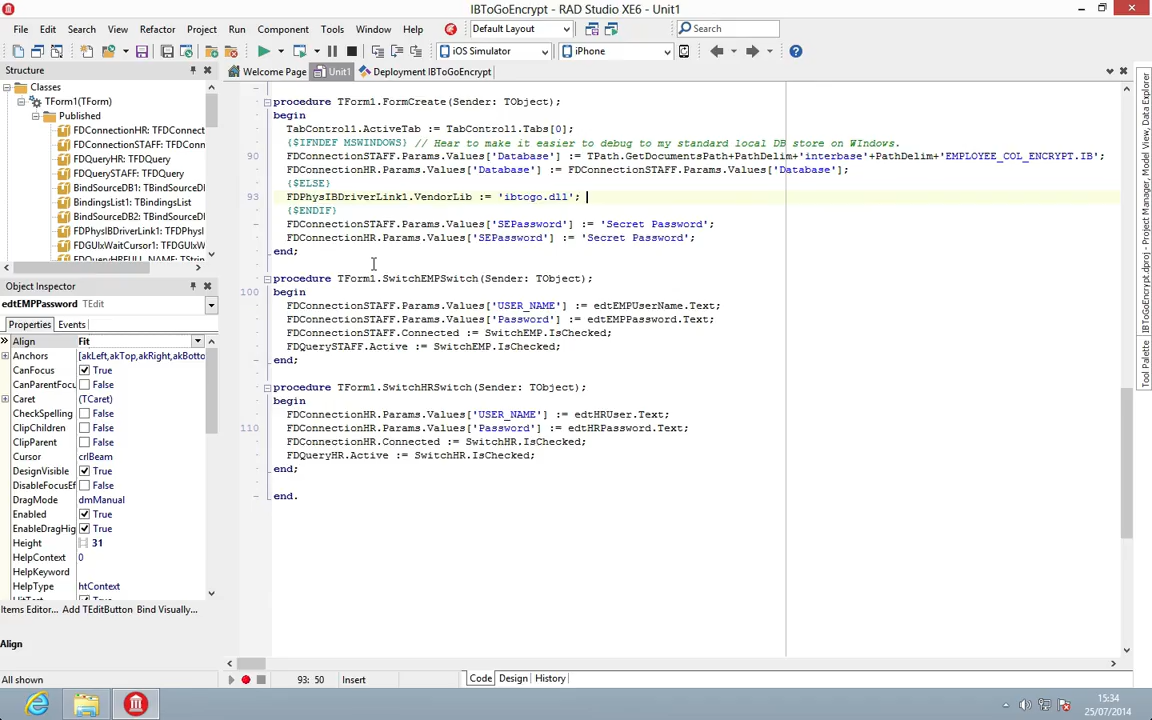 IBToGoEncrypt - RAD Studio XE6 - Unit1
File Edit Search View Refactor Project Run Component Tools Window Help
Default Layout
Search
iOS Simulator
iPhone
Structure
Welcome Page
Unit1
Deployment IBToGoEncrypt
Classes
TForm1(TForm)
Published
FDConnectionHR: TFDConnect
FDConnectionSTAFF: TFDConn
FDQueryHR: TFDQuery
FDQuerySTAFF: TFDQuery
BindSourceDB1: TBindSource
BindingsList1: TBindingsList
BindSourceDB2: TBindSource
FDPhysIBDriverLink1: TFDPhys
FDGUIxWaitCursor1: TFDGUIx
FDQueryHRFULL_NAME: TStrin
Object Inspector
edtEMPPassword TEdit
Properties Events
Align Fit
Anchors [akLeft,akTop,akRight,akBotto
CanFocus True
CanParentFocu False
Caret (TCaret)
CheckSpelling False
ClipChildren False
ClipParent False
Cursor crIBeam
DesignVisible True
DisableFocusEf False
DragMode dmManual
Enabled True
EnableDragHig True
Height 31
HelpContext 0
HelpKeyword
HelpType htContext
HitTest True
Items Editor... Add TEditButton Bind Visually...
Align
All shown
procedure TForm1.FormCreate(Sender: TObject);
begin
TabControl1.ActiveTab := TabControl1.Tabs[0];
{$IFNDEF MSWINDOWS} // Hear to make it easier to debug to my standard local DB store on WIndows.
90 FDConnectionSTAFF.Params.Values['Database'] := TPath.GetDocumentsPath+PathDelim+'interbase'+PathDelim+'EMPLOYEE_COL_ENCRYPT.IB';
FDConnectionHR.Params.Values['Database'] := FDConnectionSTAFF.Params.Values['Database'];
{$ELSE}
93 FDPhysIBDriverLink1.VendorLib := 'ibtogo.dll';
{$ENDIF}
FDConnectionSTAFF.Params.Values['SEPassword'] := 'Secret Password';
FDConnectionHR.Params.Values['SEPassword'] := 'Secret Password';
end;
procedure TForm1.SwitchEMPSwitch(Sender: TObject);
100 begin
FDConnectionSTAFF.Params.Values['USER_NAME'] := edtEMPUserName.Text;
FDConnectionSTAFF.Params.Values['Password'] := edtEMPPassword.Text;
FDConnectionSTAFF.Connected := SwitchEMP.IsChecked;
FDQuerySTAFF.Active := SwitchEMP.IsChecked;
end;
procedure TForm1.SwitchHRSwitch(Sender: TObject);
begin
FDConnectionHR.Params.Values['USER_NAME'] := edtHRUser.Text;
110 FDConnectionHR.Params.Values['Password'] := edtHRPassword.Text;
FDConnectionHR.Connected := SwitchHR.IsChecked;
FDQueryHR.Active := SwitchHR.IsChecked;
end;
end.
93: 50 Insert
Code Design History
IBToGoEncrypt.dproj - Project Manager, Model View, Data Explorer
Tool Palette
15:34
25/07/2014